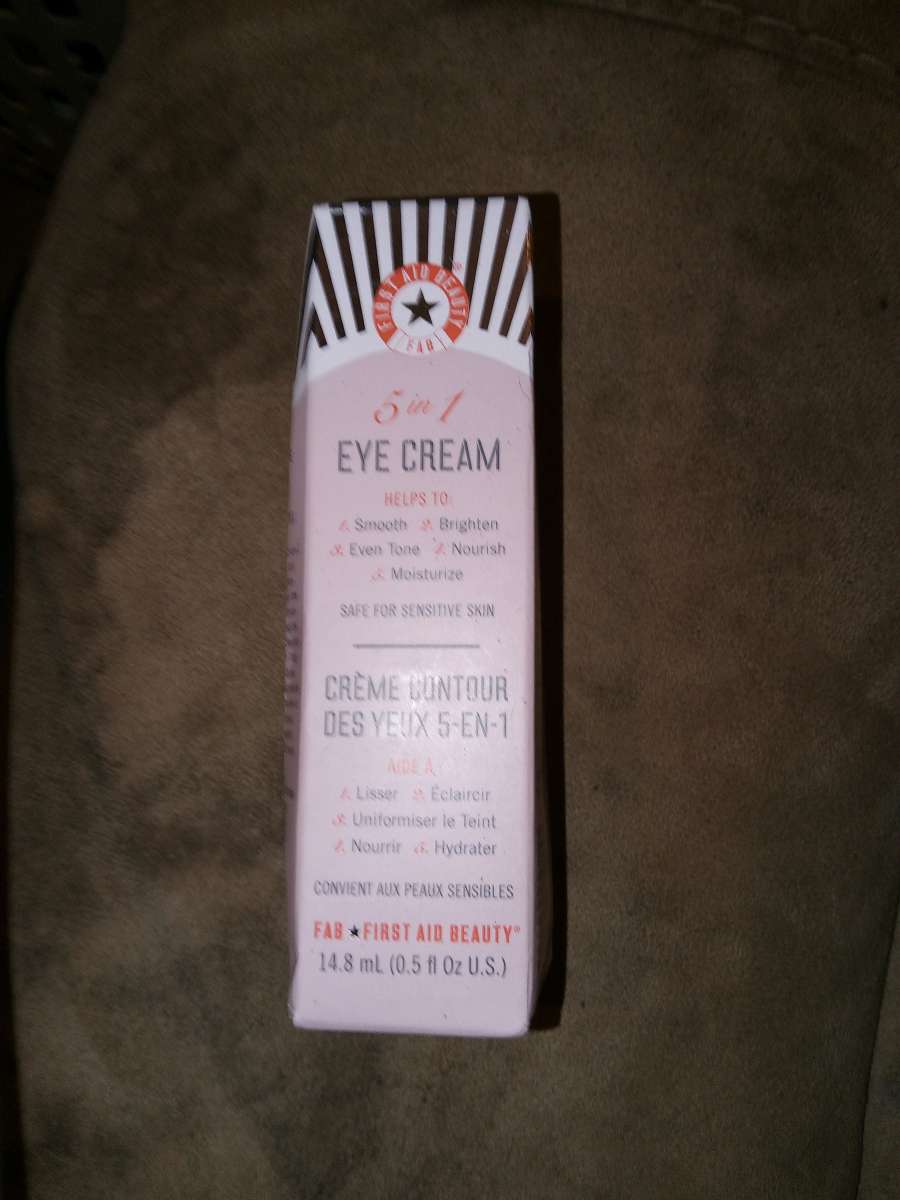 FIRST AID BEAUTY®
FAB
5 in 1
EYE CREAM
HELPS TO:
1. Smooth 2. Brighten
3. Even Tone 4. Nourish
5. Moisturize
SAFE FOR SENSITIVE SKIN
CRÈME CONTOUR
DES YEUX 5-EN-1
AIDE À
1. Lisser 2. Éclaircir
3. Uniformiser le Teint
4. Nourrir 5. Hydrater
CONVIENT AUX PEAUX SENSIBLES
FAB ★ FIRST AID BEAUTY®
14.8 mL (0.5 fl Oz U.S.)